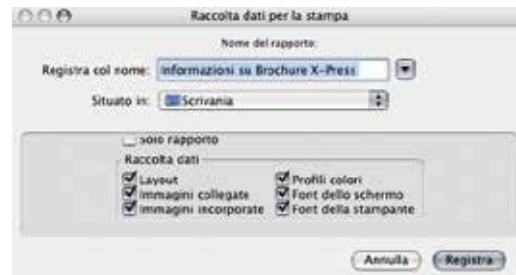 Raccolta dati per la stampa
Nome del rapporto:
Registra col nome: Informazioni su Brochure X-Press
Situato in: Scrivania
Solo rapporto
Raccolta dati
Layout Profili colori
Immagini collegate Font dello schermo
Immagini incorporate Font della stampante
Annulla Registra